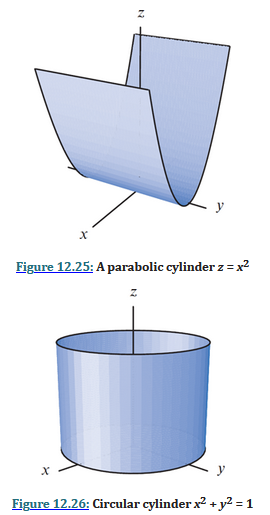 z
y
x
Figure 12.25: A parabolic cylinder z = x²
z
x
y
Figure 12.26: Circular cylinder x² + y² = 1